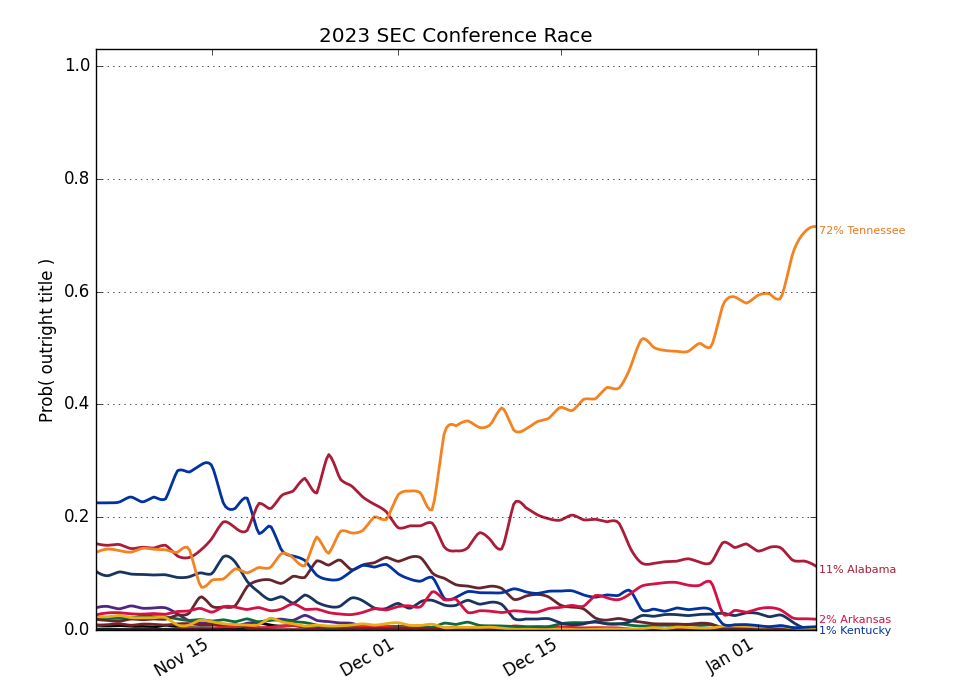 2023 SEC Conference Race
Prob( outright title )
1.0
0.8
0.6
0.4
0.2
0.0
72% Tennessee
11% Alabama
2% Arkansas
1% Kentucky
Nov 15
Dec 01
Dec 15
Jan 01